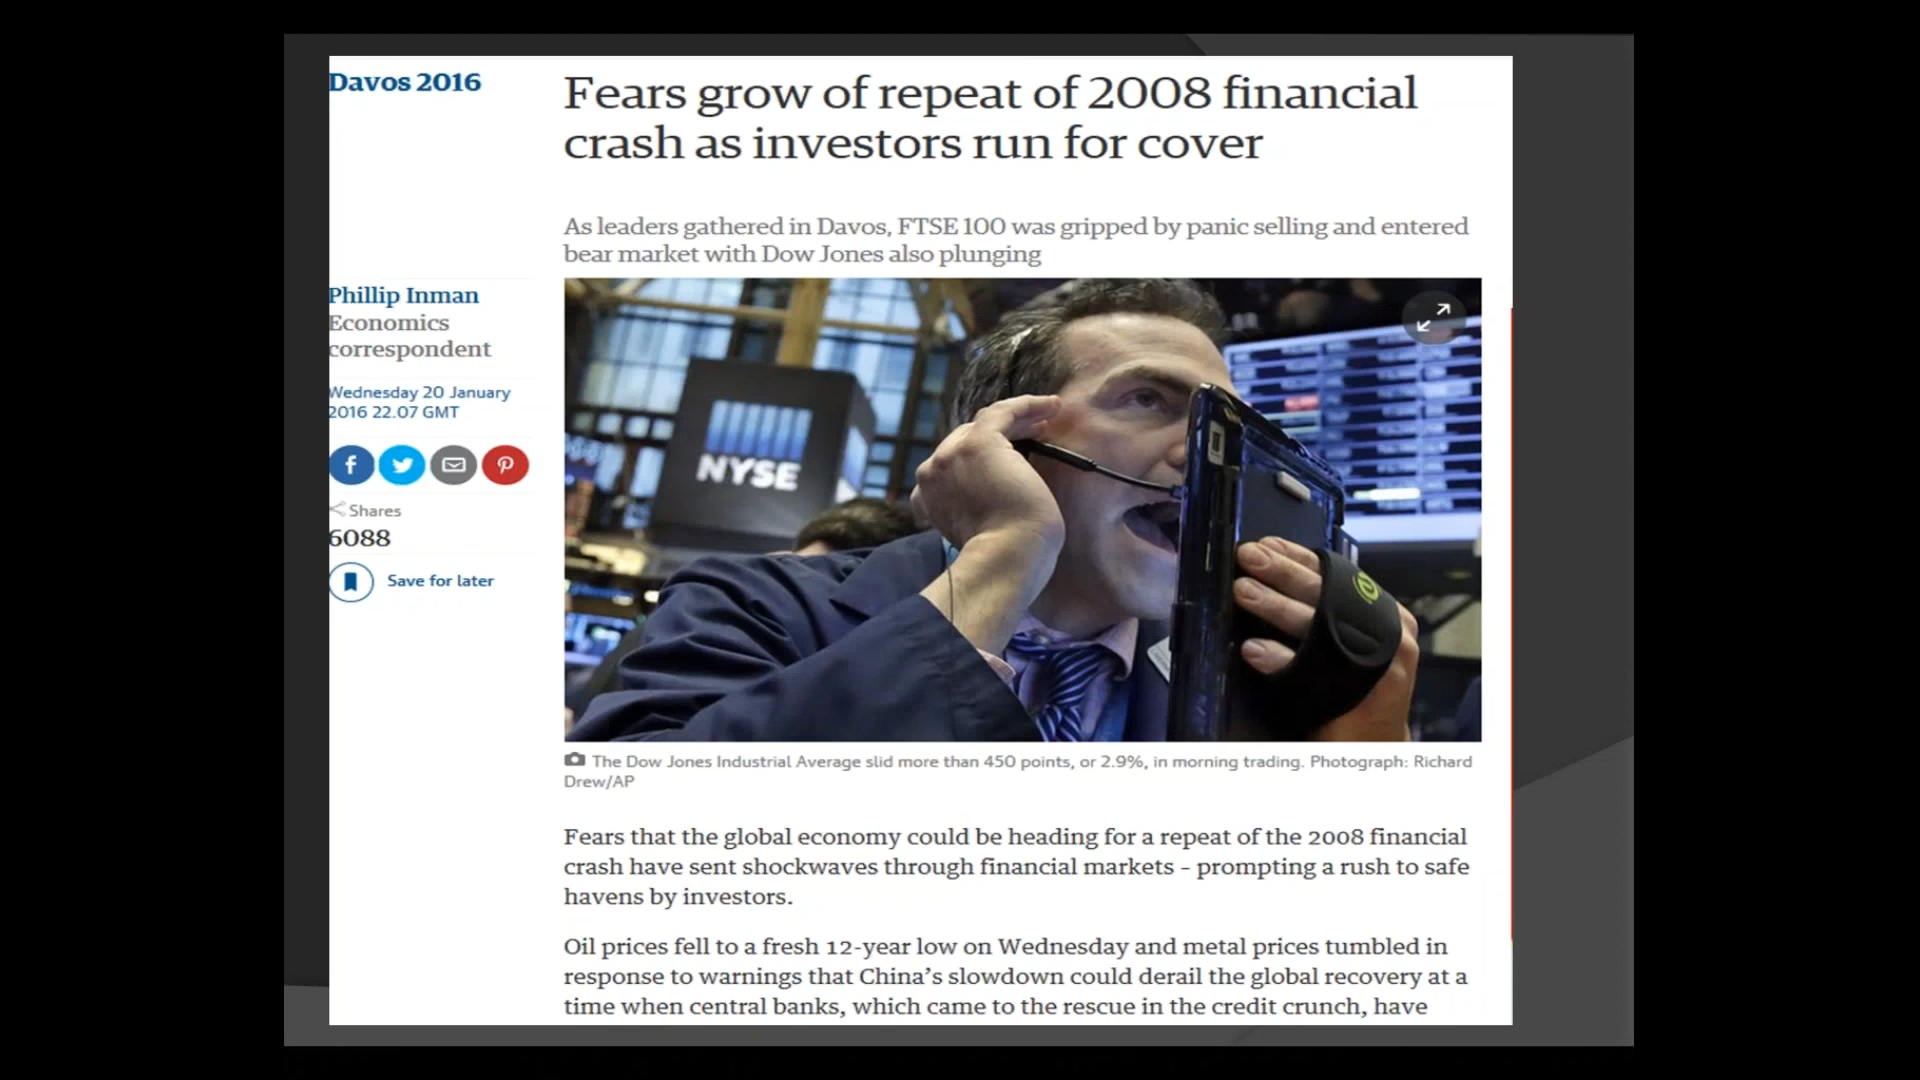 Davos 2016
Fears grow of repeat of 2008 financial
crash as investors run for cover
As leaders gathered in Davos, FTSE 100 was gripped by panic selling and entered
bear market with Dow Jones also plunging
Phillip Inman
Economics
correspondent
Wednesday 20 January
2016 22.07 GMT
Shares
6088
Save for later
NYSE
The Dow Jones Industrial Average slid more than 450 points, or 2.9%, in morning trading. Photograph: Richard
Drew/AP
Fears that the global economy could be heading for a repeat of the 2008 financial
crash have sent shockwaves through financial markets – prompting a rush to safe
havens by investors.
Oil prices fell to a fresh 12-year low on Wednesday and metal prices tumbled in
response to warnings that China’s slowdown could derail the global recovery at a
time when central banks, which came to the rescue in the credit crunch, have